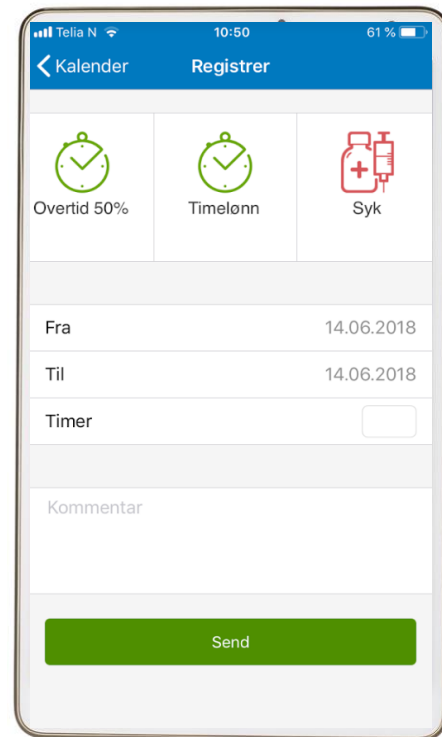 Telia N 10:50 61 %
Kalender Registrer
Overtid 50% Timelønn Syk
Fra 14.06.2018
Til 14.06.2018
Timer
Kommentar
Send